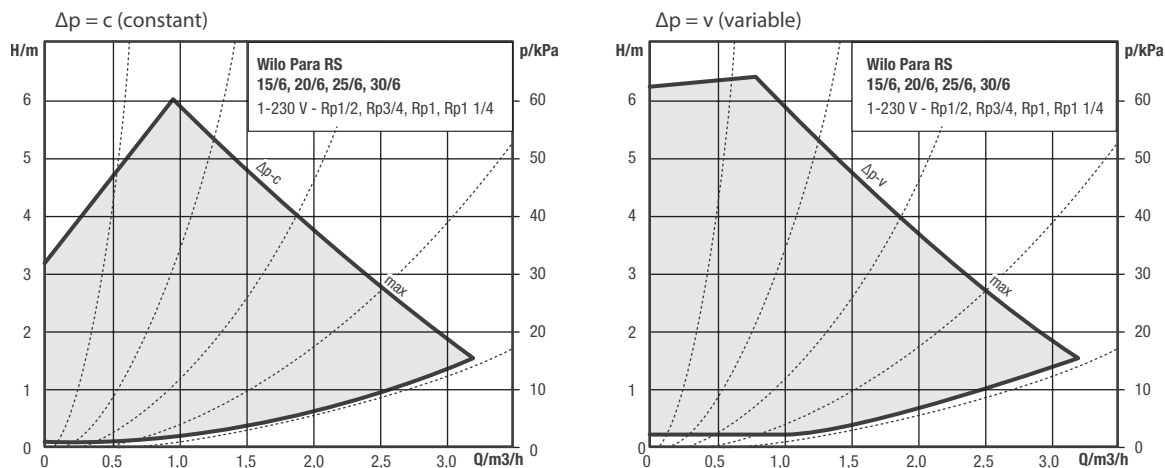 Δp = c (constant)
H/m
p/kPa
Wilo Para RS
15/6, 20/6, 25/6, 30/6
1-230 V - Rp1/2, Rp3/4, Rp1, Rp1 1/4
6
5
4
3
2
1
0
60
50
40
30
20
10
0
Δp-c
max
0
0,5
1.0
1.5
2.0
2.5
3.0
Q/m3/h
Δp = v (variable)
H/m
p/kPa
Wilo Para RS
15/6, 20/6, 25/6, 30/6
1-230 V - Rp1/2, Rp3/4, Rp1, Rp1 1/4
6
5
4
3
2
1
0
60
50
40
30
20
10
0
Δp-v
max
0
0,5
1.0
1.5
2.0
2.5
3.0
Q/m3/h